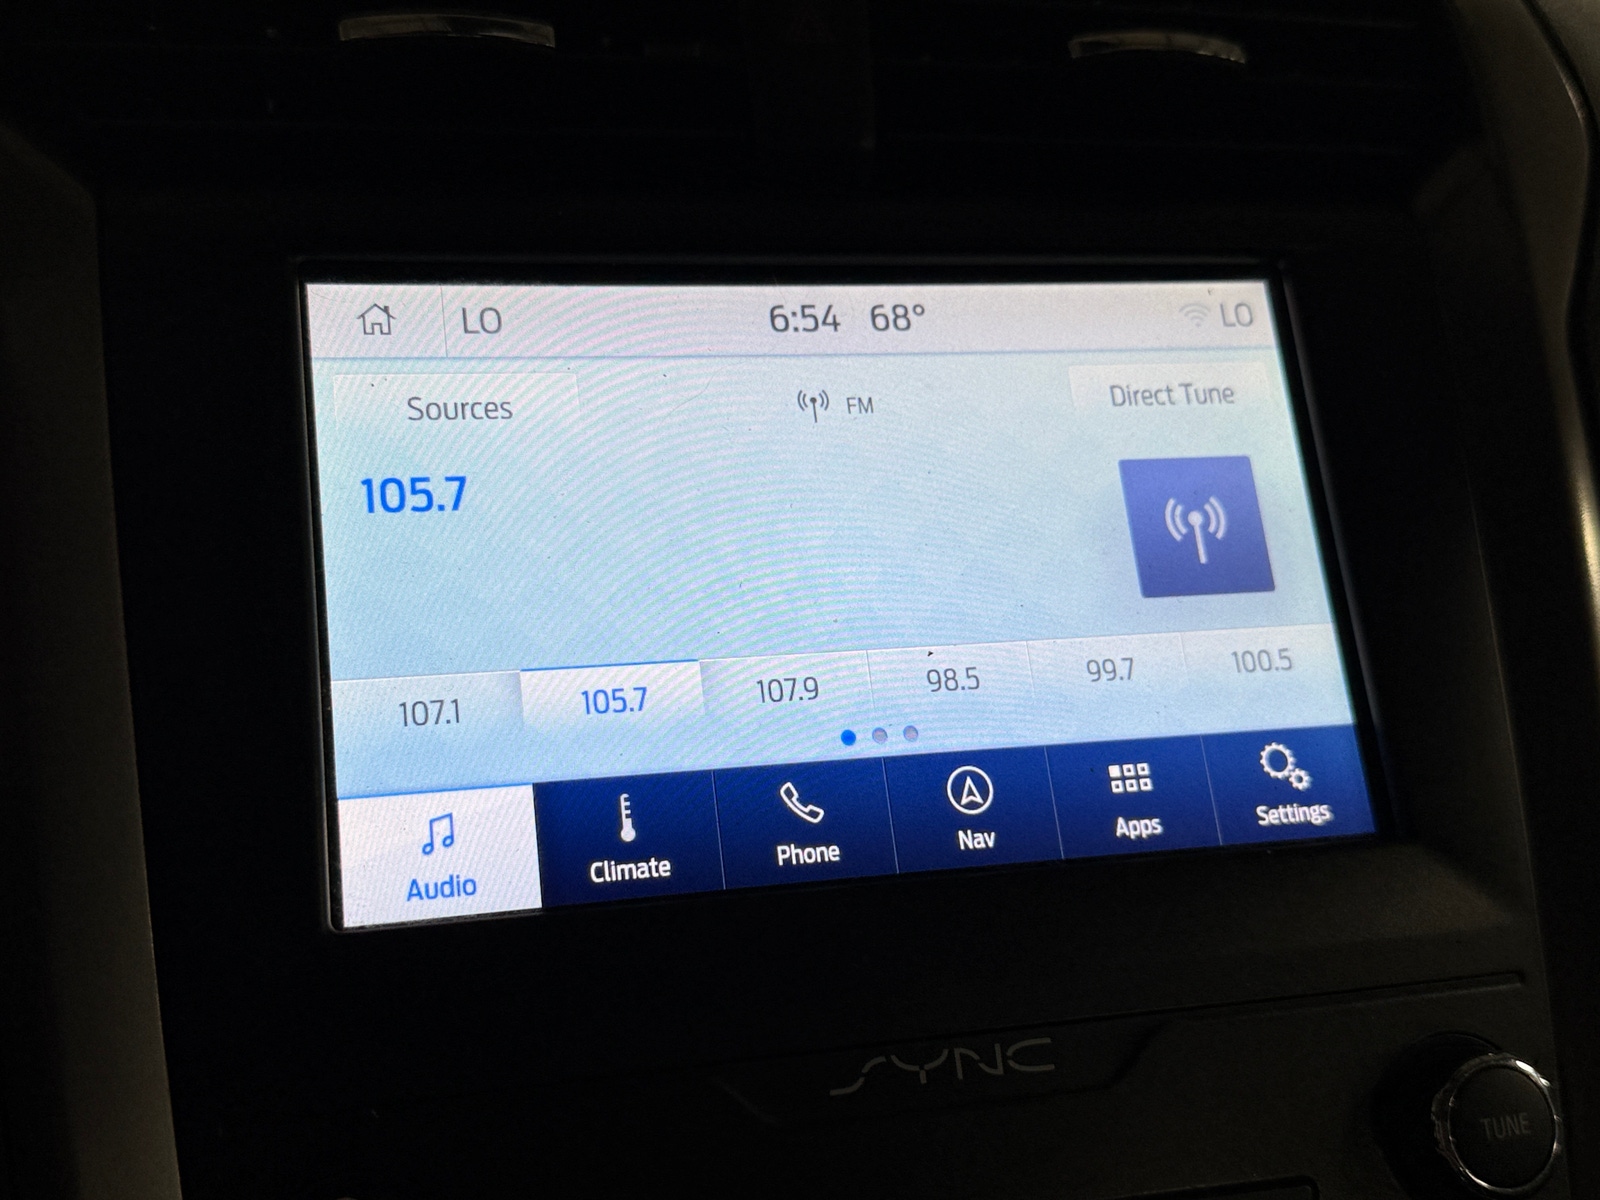 LO 6:54 68° LO
Sources FM Direct Tune
105.7
107.1 105.7 107.9 98.5 99.7 100.5
Audio Climate Phone Nav Apps Settings
SYNC
TUNE